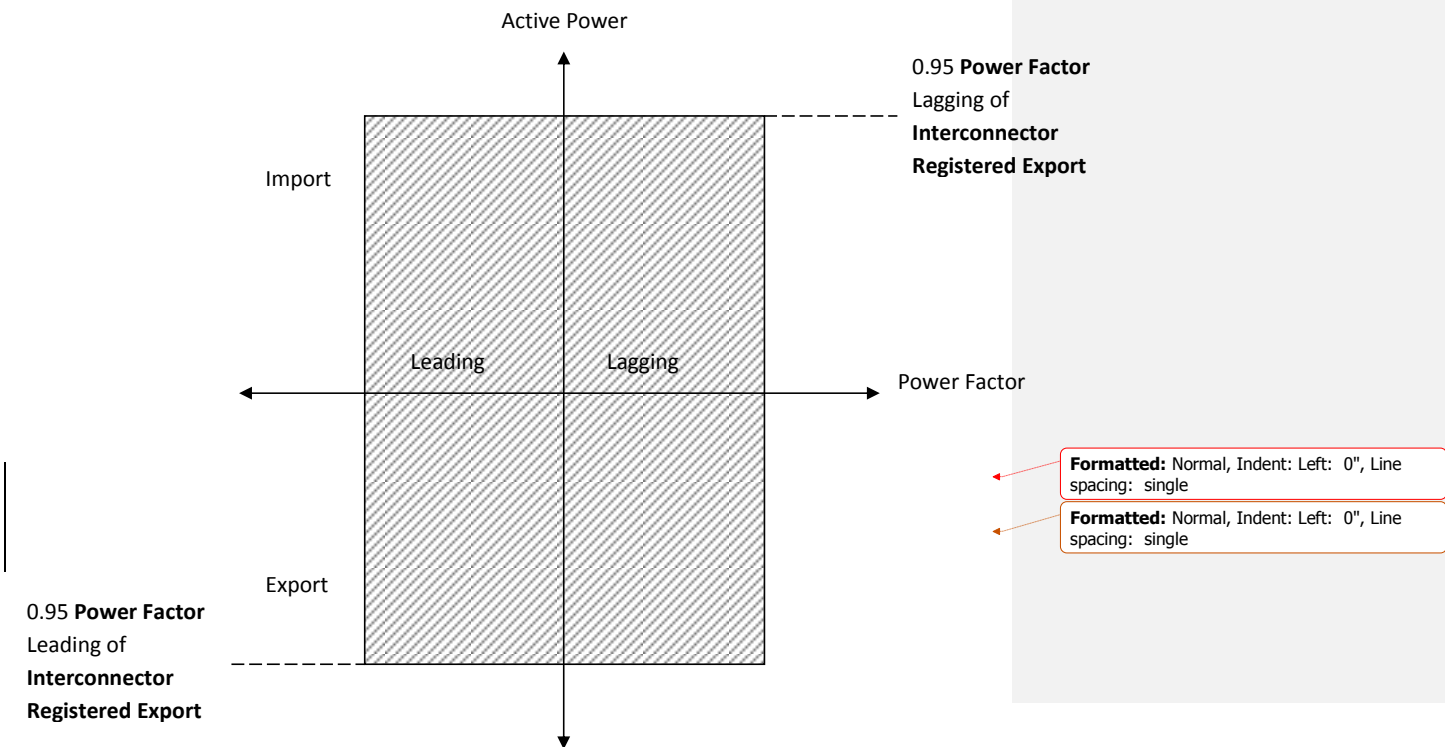 Active Power
0.95 Power Factor
Lagging of
Interconnector
Registered Export
Import
Leading
Lagging
Power Factor
Formatted: Normal, Indent: Left:  0", Line
spacing:  single
Formatted: Normal, Indent: Left:  0", Line
spacing:  single
Export
0.95 Power Factor
Leading of
Interconnector
Registered Export